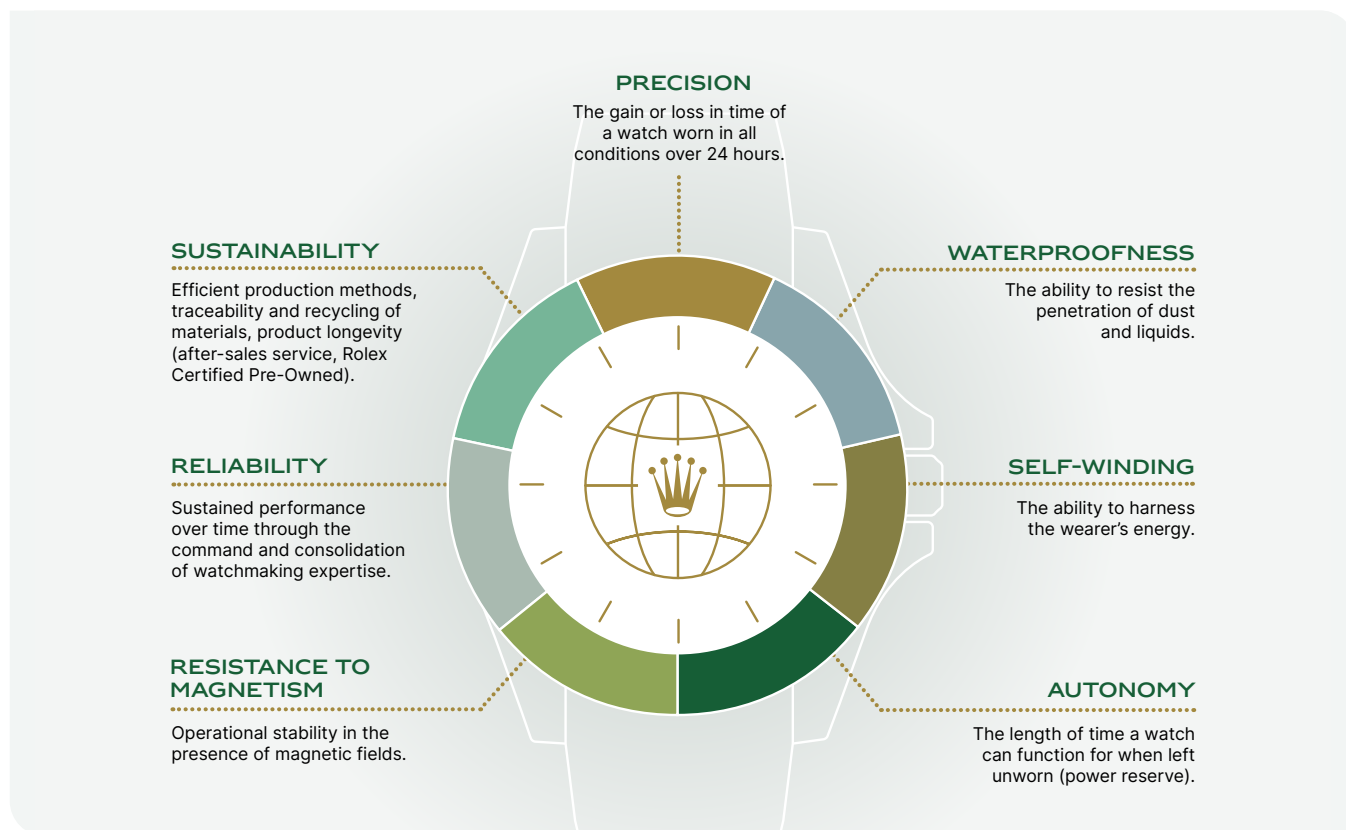 PRECISION
The gain or loss in time of
a watch worn in all
conditions over 24 hours.
SUSTAINABILITY
Efficient production methods,
traceability and recycling of
materials, product longevity
(after-sales service, Rolex
Certified Pre-Owned).
WATERPROOFNESS
The ability to resist the
penetration of dust
and liquids.
RELIABILITY
Sustained performance
over time through the
command and consolidation
of watchmaking expertise.
SELF-WINDING
The ability to harness
the wearer’s energy.
RESISTANCE TO
MAGNETISM
Operational stability in the
presence of magnetic fields.
AUTONOMY
The length of time a watch
can function for when left
unworn (power reserve).